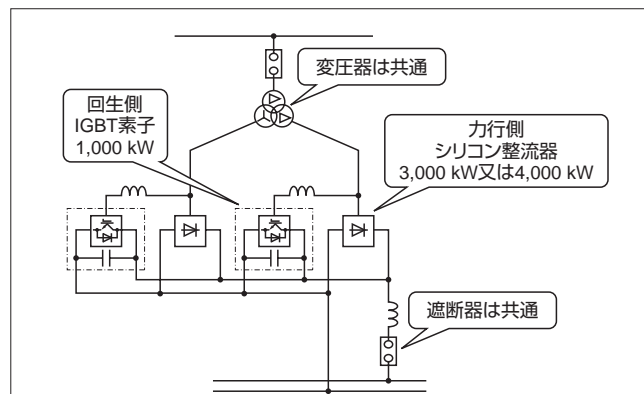 変圧器は共通
回生側
IGBT素子
1,000 kW
力行側
シリコン整流器
3,000 kW又は4,000 kW
遮断器は共通